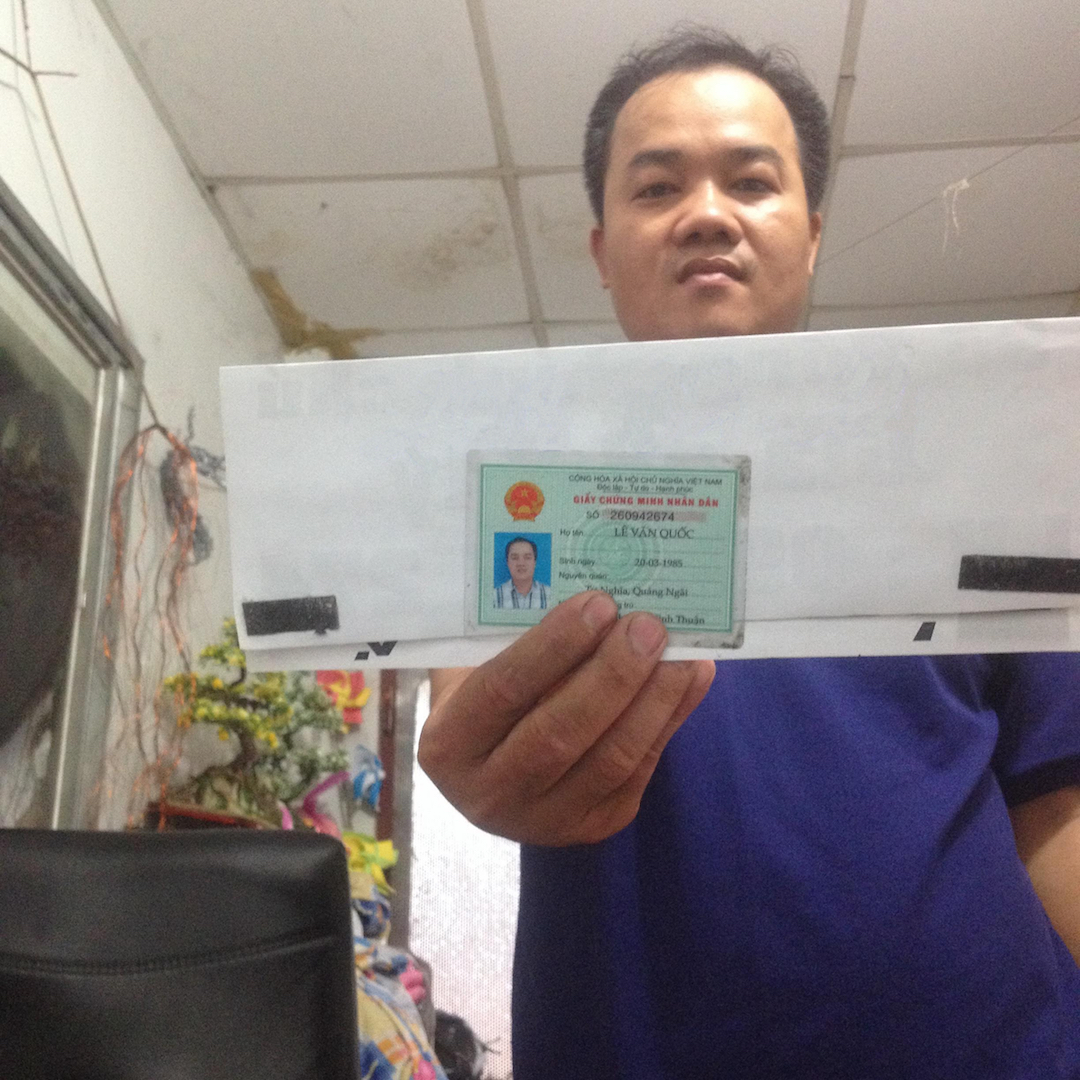 CỘNG HÒA XÃ HỘI CHỦ NGHĨA VIỆT NAM
Độc lập - Tự do - Hạnh phúc
GIẤY CHỨNG MINH NHÂN DÂN
SỐ 260942674
Họ tên LÊ VĂN QUỐC
Sinh ngày 20-03-1985
Nguyên quán
Nghĩa, Quảng Ngãi
trú
Thuận